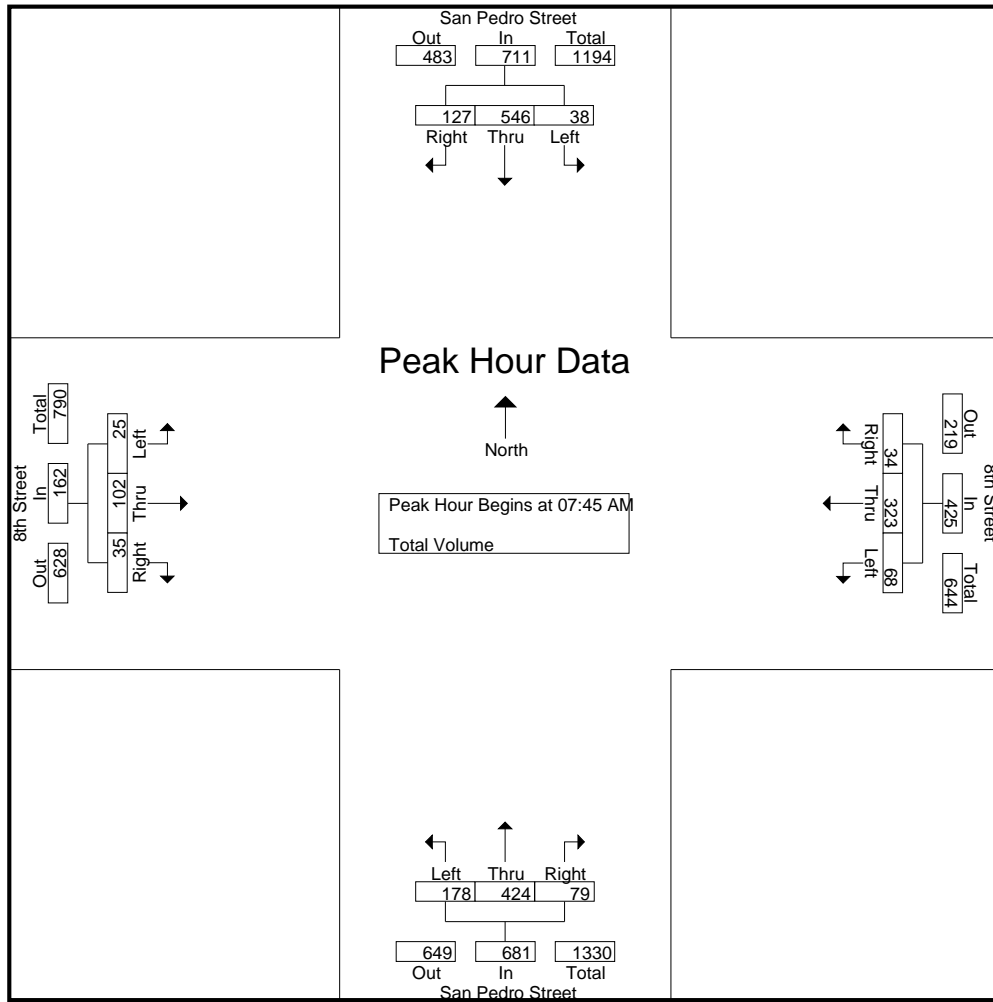 San Pedro Street
Out In Total
483 711 1194
127 546 38
Right Thru Left
Peak Hour Data
North
Peak Hour Begins at 07:45 AM
Total Volume
8th Street
Out In Total
628 162 790
35 102 25
Right Thru Left
8th Street
Out In Total
219 425 644
34 323 68
Right Thru Left
Left Thru Right
178 424 79
649 681 1330
Out In Total
San Pedro Street